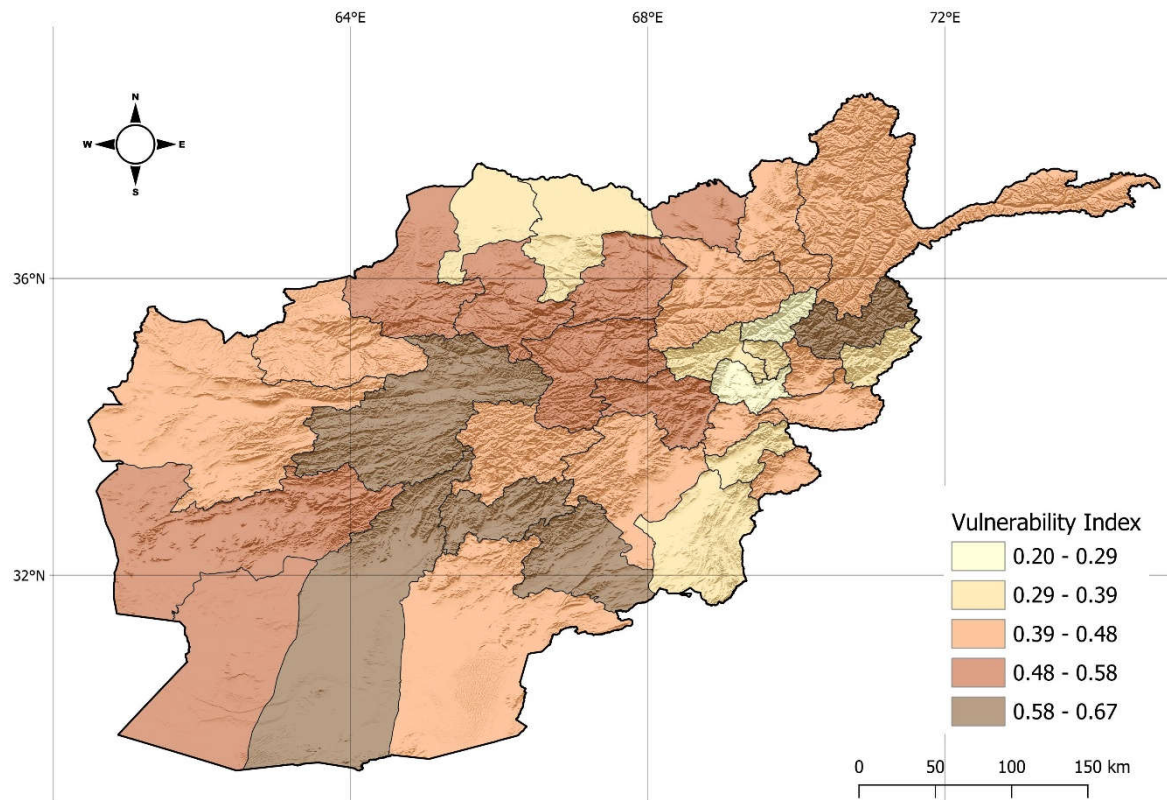 64°E 68°E 72°E
N
W E
S
36°N
32°N
Vulnerability Index
0.20 - 0.29
0.29 - 0.39
0.39 - 0.48
0.48 - 0.58
0.58 - 0.67
0 50 100 150 km